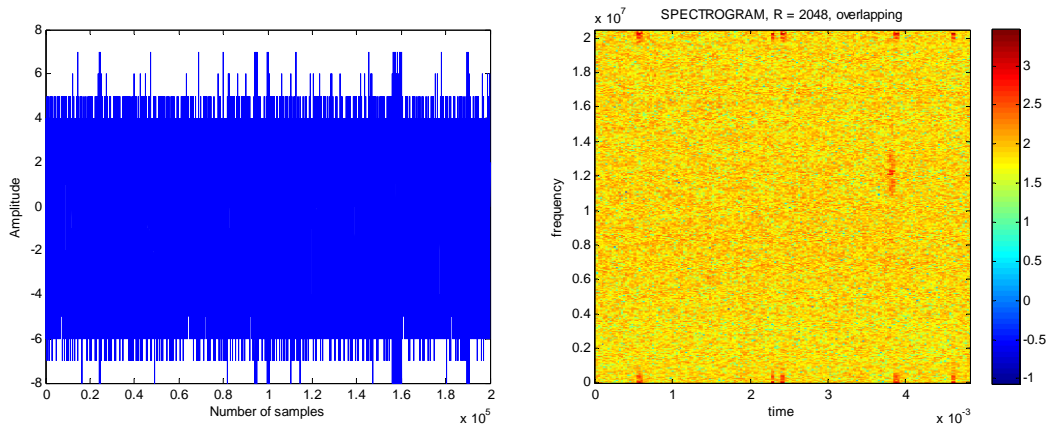 8
6
4
2
0
-2
-4
-6
-8
Amplitude
0 0.2 0.4 0.6 0.8 1 1.2 1.4 1.6 1.8 2
x 10^5
Number of samples
SPECTROGRAM, R = 2048, overlapping
x 10^7
2
1.8
1.6
1.4
1.2
1
0.8
0.6
0.4
0.2
0
frequency
0 1 2 3 4
x 10^-3
time
3
2.5
2
1.5
1
0.5
0
-0.5
-1